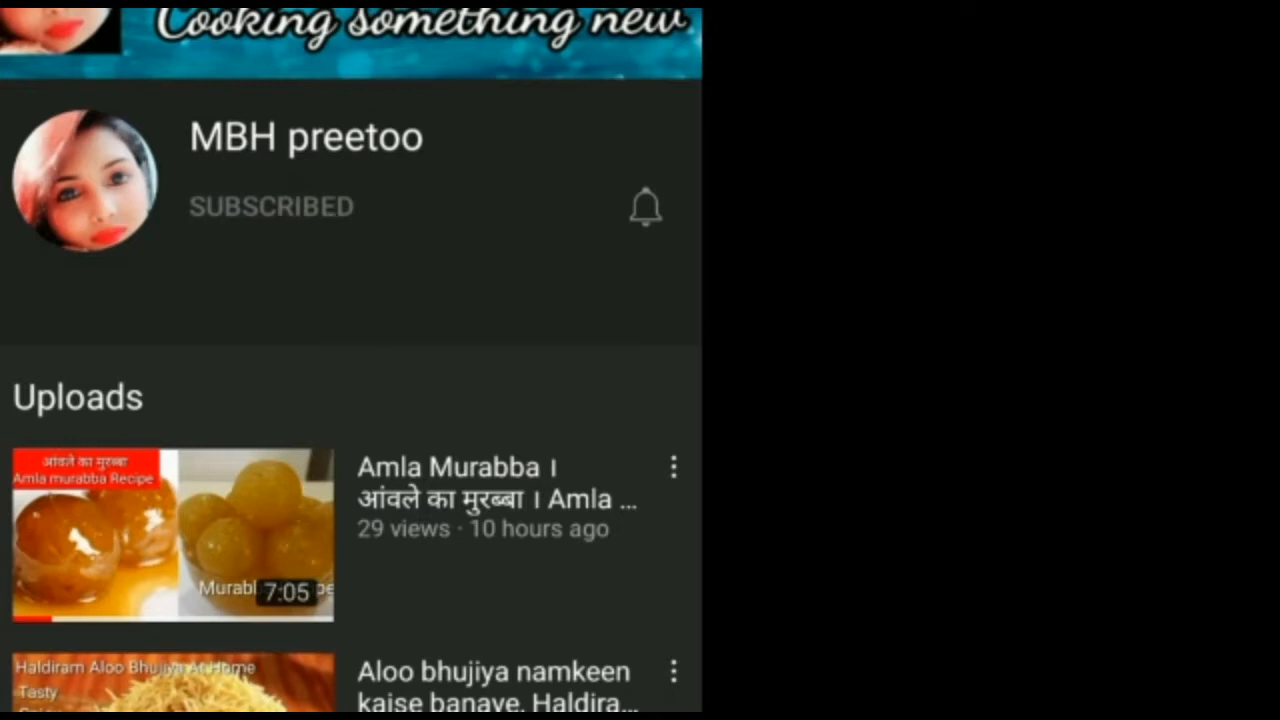 Cooking something new
MBH preetoo
SUBSCRIBED
Uploads
आंवले का मुरब्बा
Amla murabba Recipe
7:05
Amla Murabba ।
आंवले का मुरब्बा । Amla ...
29 views · 10 hours ago
Haldiram Aloo Bhujiya At Home
Tasty
Aloo bhujiya namkeen
kaise banaye, Haldira...